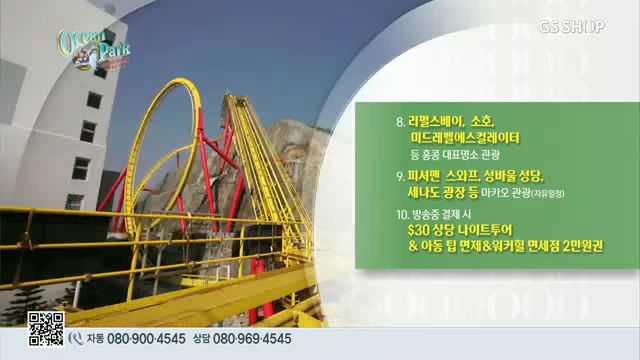 Ocean Park
GS SHOP
8. 리펄스베이, 소호,
미드레벨에스컬레이터
등 홍콩 대표명소 관광
9. 피셔맨 스와프, 성바울 성당,
세나도 광장 등 마카오 관광(자유일정)
10. 방송중 결제 시
$30 상당 나이트투어
& 아동 팁 면제&워커힐 면세점 2만원권
자동 080·900·4545 상담 080·969·4545